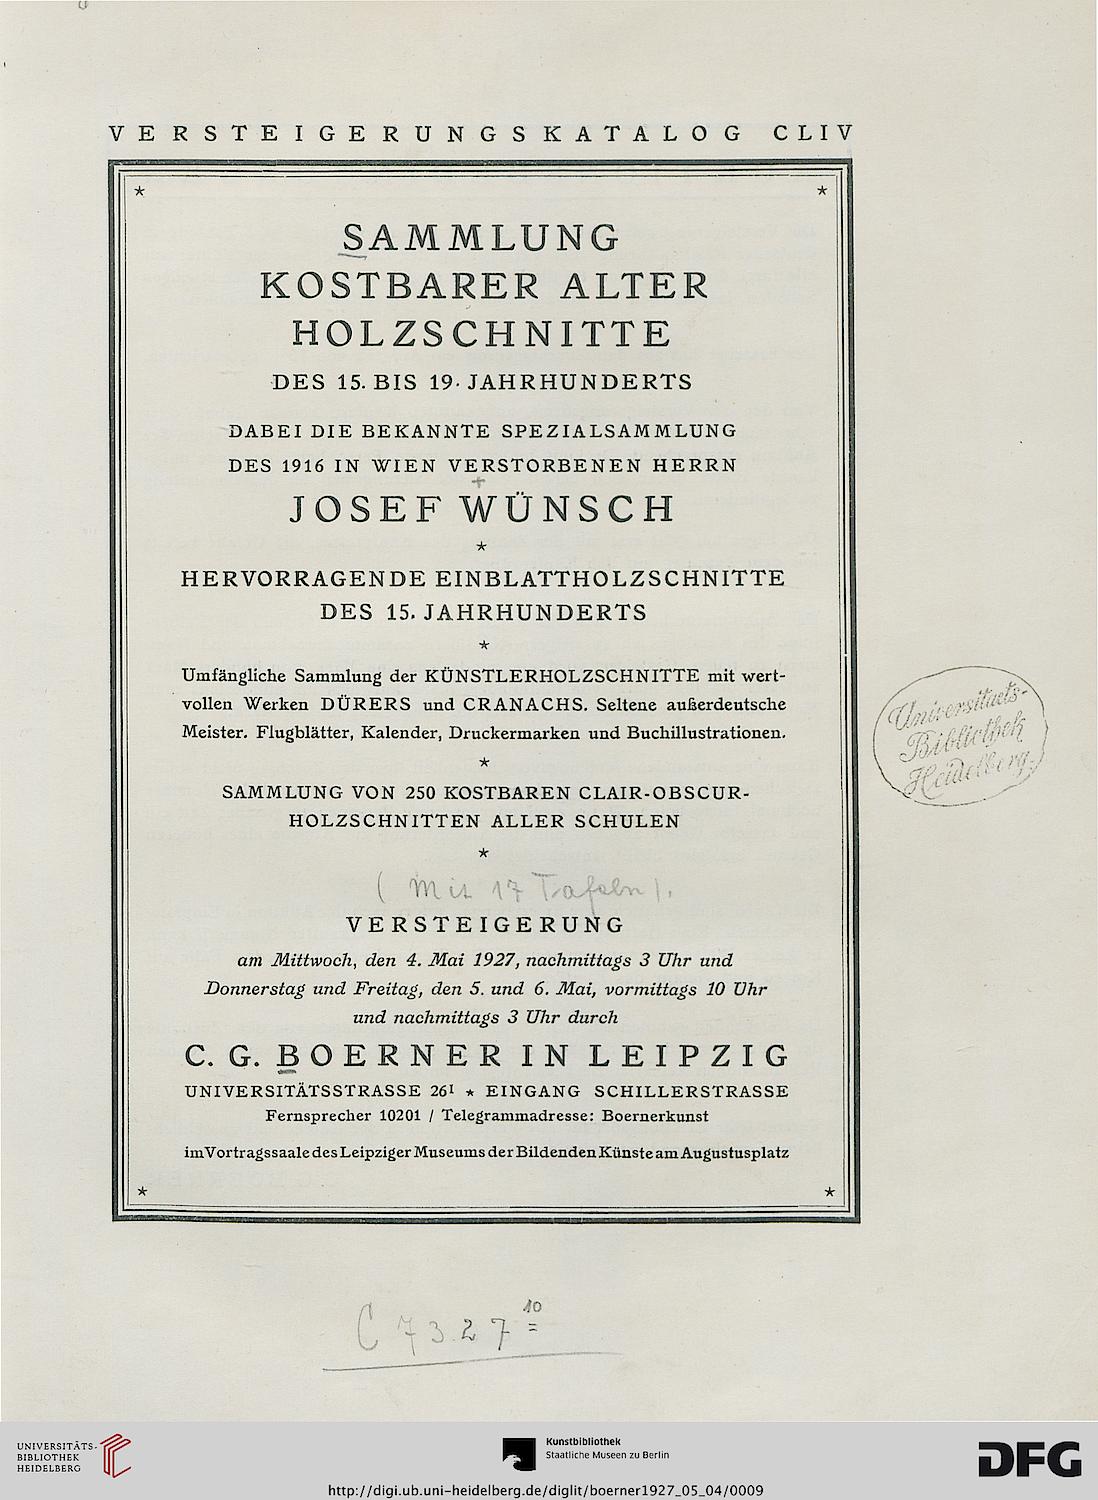 VERSTEIGERUNGSKATALOG CLIV
SAMMLUNG
KOSTBARER ALTER
HOLZSCHNITTE
DES 15. BIS 19. JAHRHUNDERTS
DABEI DIE BEKANNTE SPEZIALSAMMLUNG
DES 1916 IN WIEN VERSTORBENEN HERRN
JOSEF WÜNSCH
*
HERVORRAGENDE EINBLATTHOLZSCHNITTE
DES 15. JAHRHUNDERTS
*
Umfängliche Sammlung der KÜNSTLERHOLZSCHNITTE mit wert-
vollen Werken DÜRERS und CRANACHS. Seltene außerdeutsche
Meister. Flugblätter, Kalender, Druckermarken und Buchillustrationen.
*
SAMMLUNG VON 250 KOSTBAREN CLAIR-OBSCUR-
HOLZSCHNITTEN ALLER SCHULEN
*
(Mit 17 Tafeln).
VERSTEIGERUNG
am Mittwoch, den 4. Mai 1927, nachmittags 3 Uhr und
Donnerstag und Freitag, den 5. und 6. Mai, vormittags 10 Uhr
und nachmittags 3 Uhr durch
C. G. BOERNER IN LEIPZIG
UNIVERSITÄTSSTRASSE 26I * EINGANG SCHILLERSTRASSE
Fernsprecher 10201 / Telegrammadresse: Boernerkunst
im Vortragssaale des Leipziger Museums der Bildenden Künste am Augustusplatz
Universitaets-
Bibliothek
Heidelberg.
C 7327 10
UNIVERSITÄTS-
BIBLIOTHEK
HEIDELBERG
Kunstbibliothek
Staatliche Museen zu Berlin
DFG
http://digi.ub.uni-heidelberg.de/diglit/boerner1927_05_04/0009